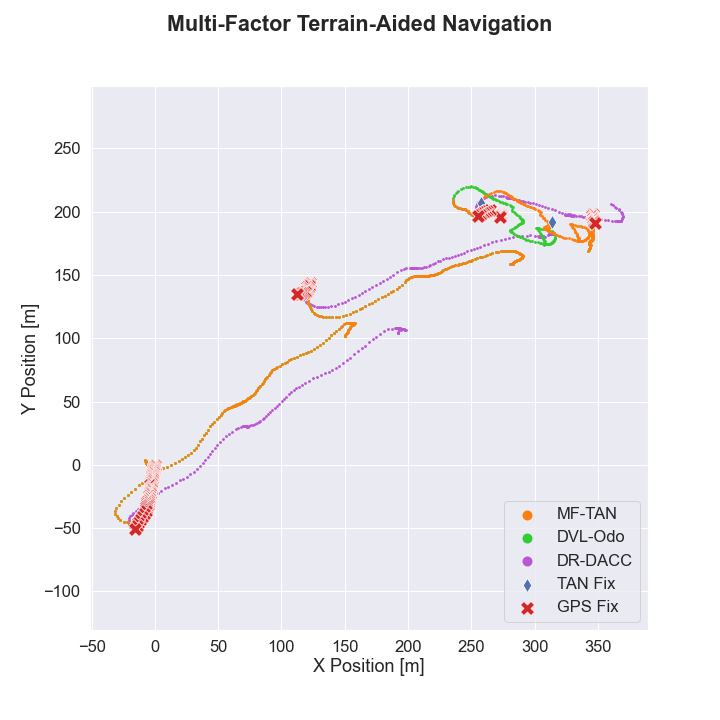 Multi-Factor Terrain-Aided Navigation
250
200
150
100
50
0
−50
−100
Y Position [m]
−50
0
50
100
150
200
250
300
350
X Position [m]
MF-TAN
DVL-Odo
DR-DACC
TAN Fix
GPS Fix